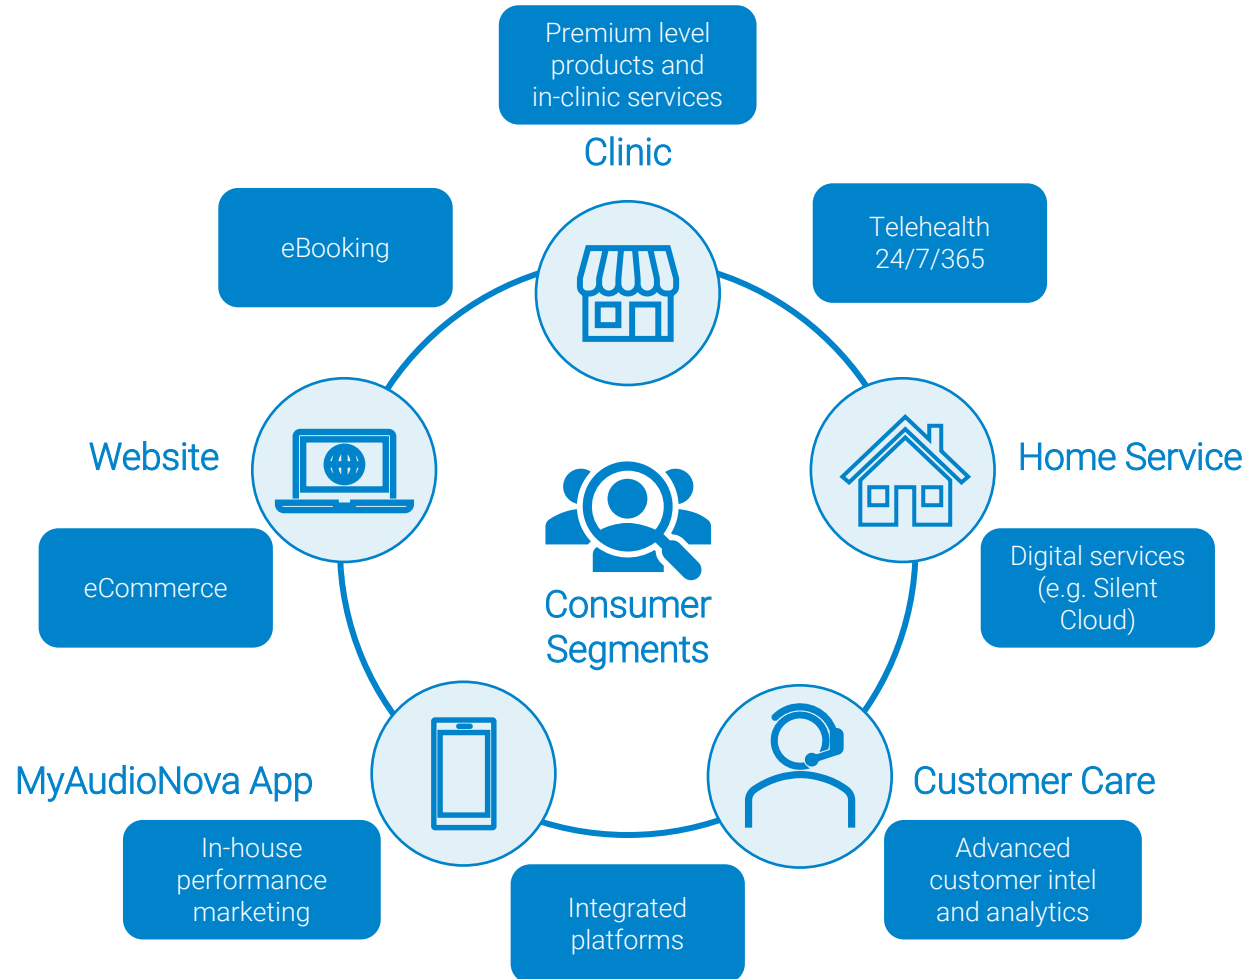 Premium level
products and
in-clinic services
Clinic
eBooking
Telehealth
24/7/365
Website
Home Service
eCommerce
Digital services
(e.g. Silent
Cloud)
Consumer
Segments
MyAudioNova App
Customer Care
In-house
performance
marketing
Integrated
platforms
Advanced
customer intel
and analytics